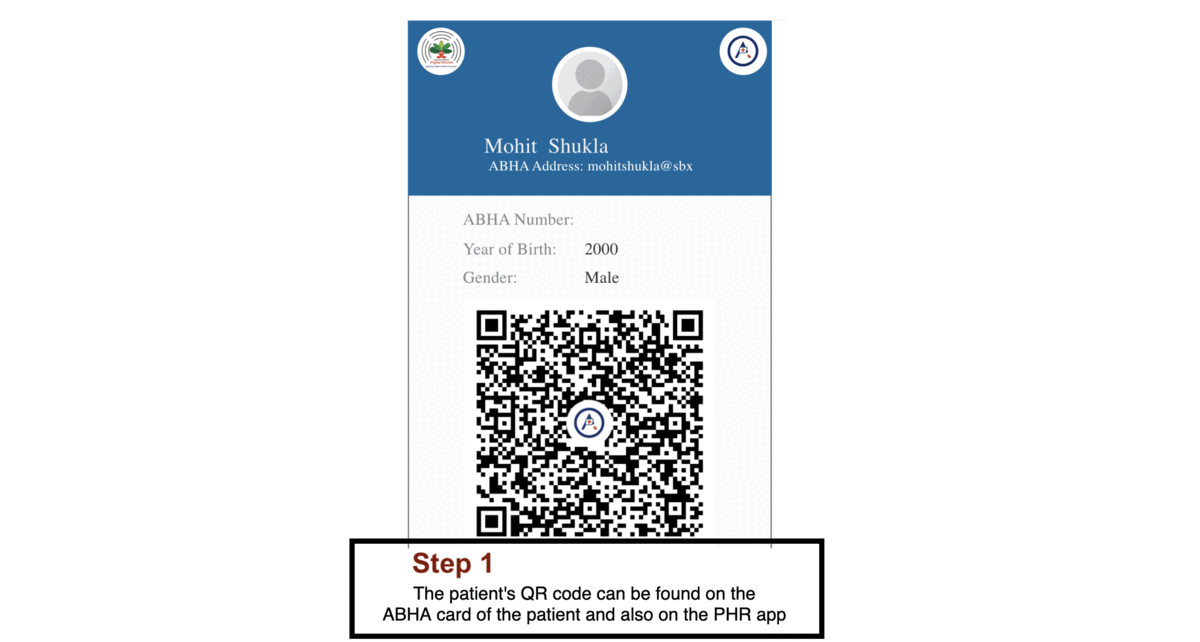 Mohit Shukla
ABHA Address: mohitshukla@sbx
ABHA Number:
Year of Birth: 2000
Gender: Male
Step 1
The patient's QR code can be found on the
ABHA card of the patient and also on the PHR app